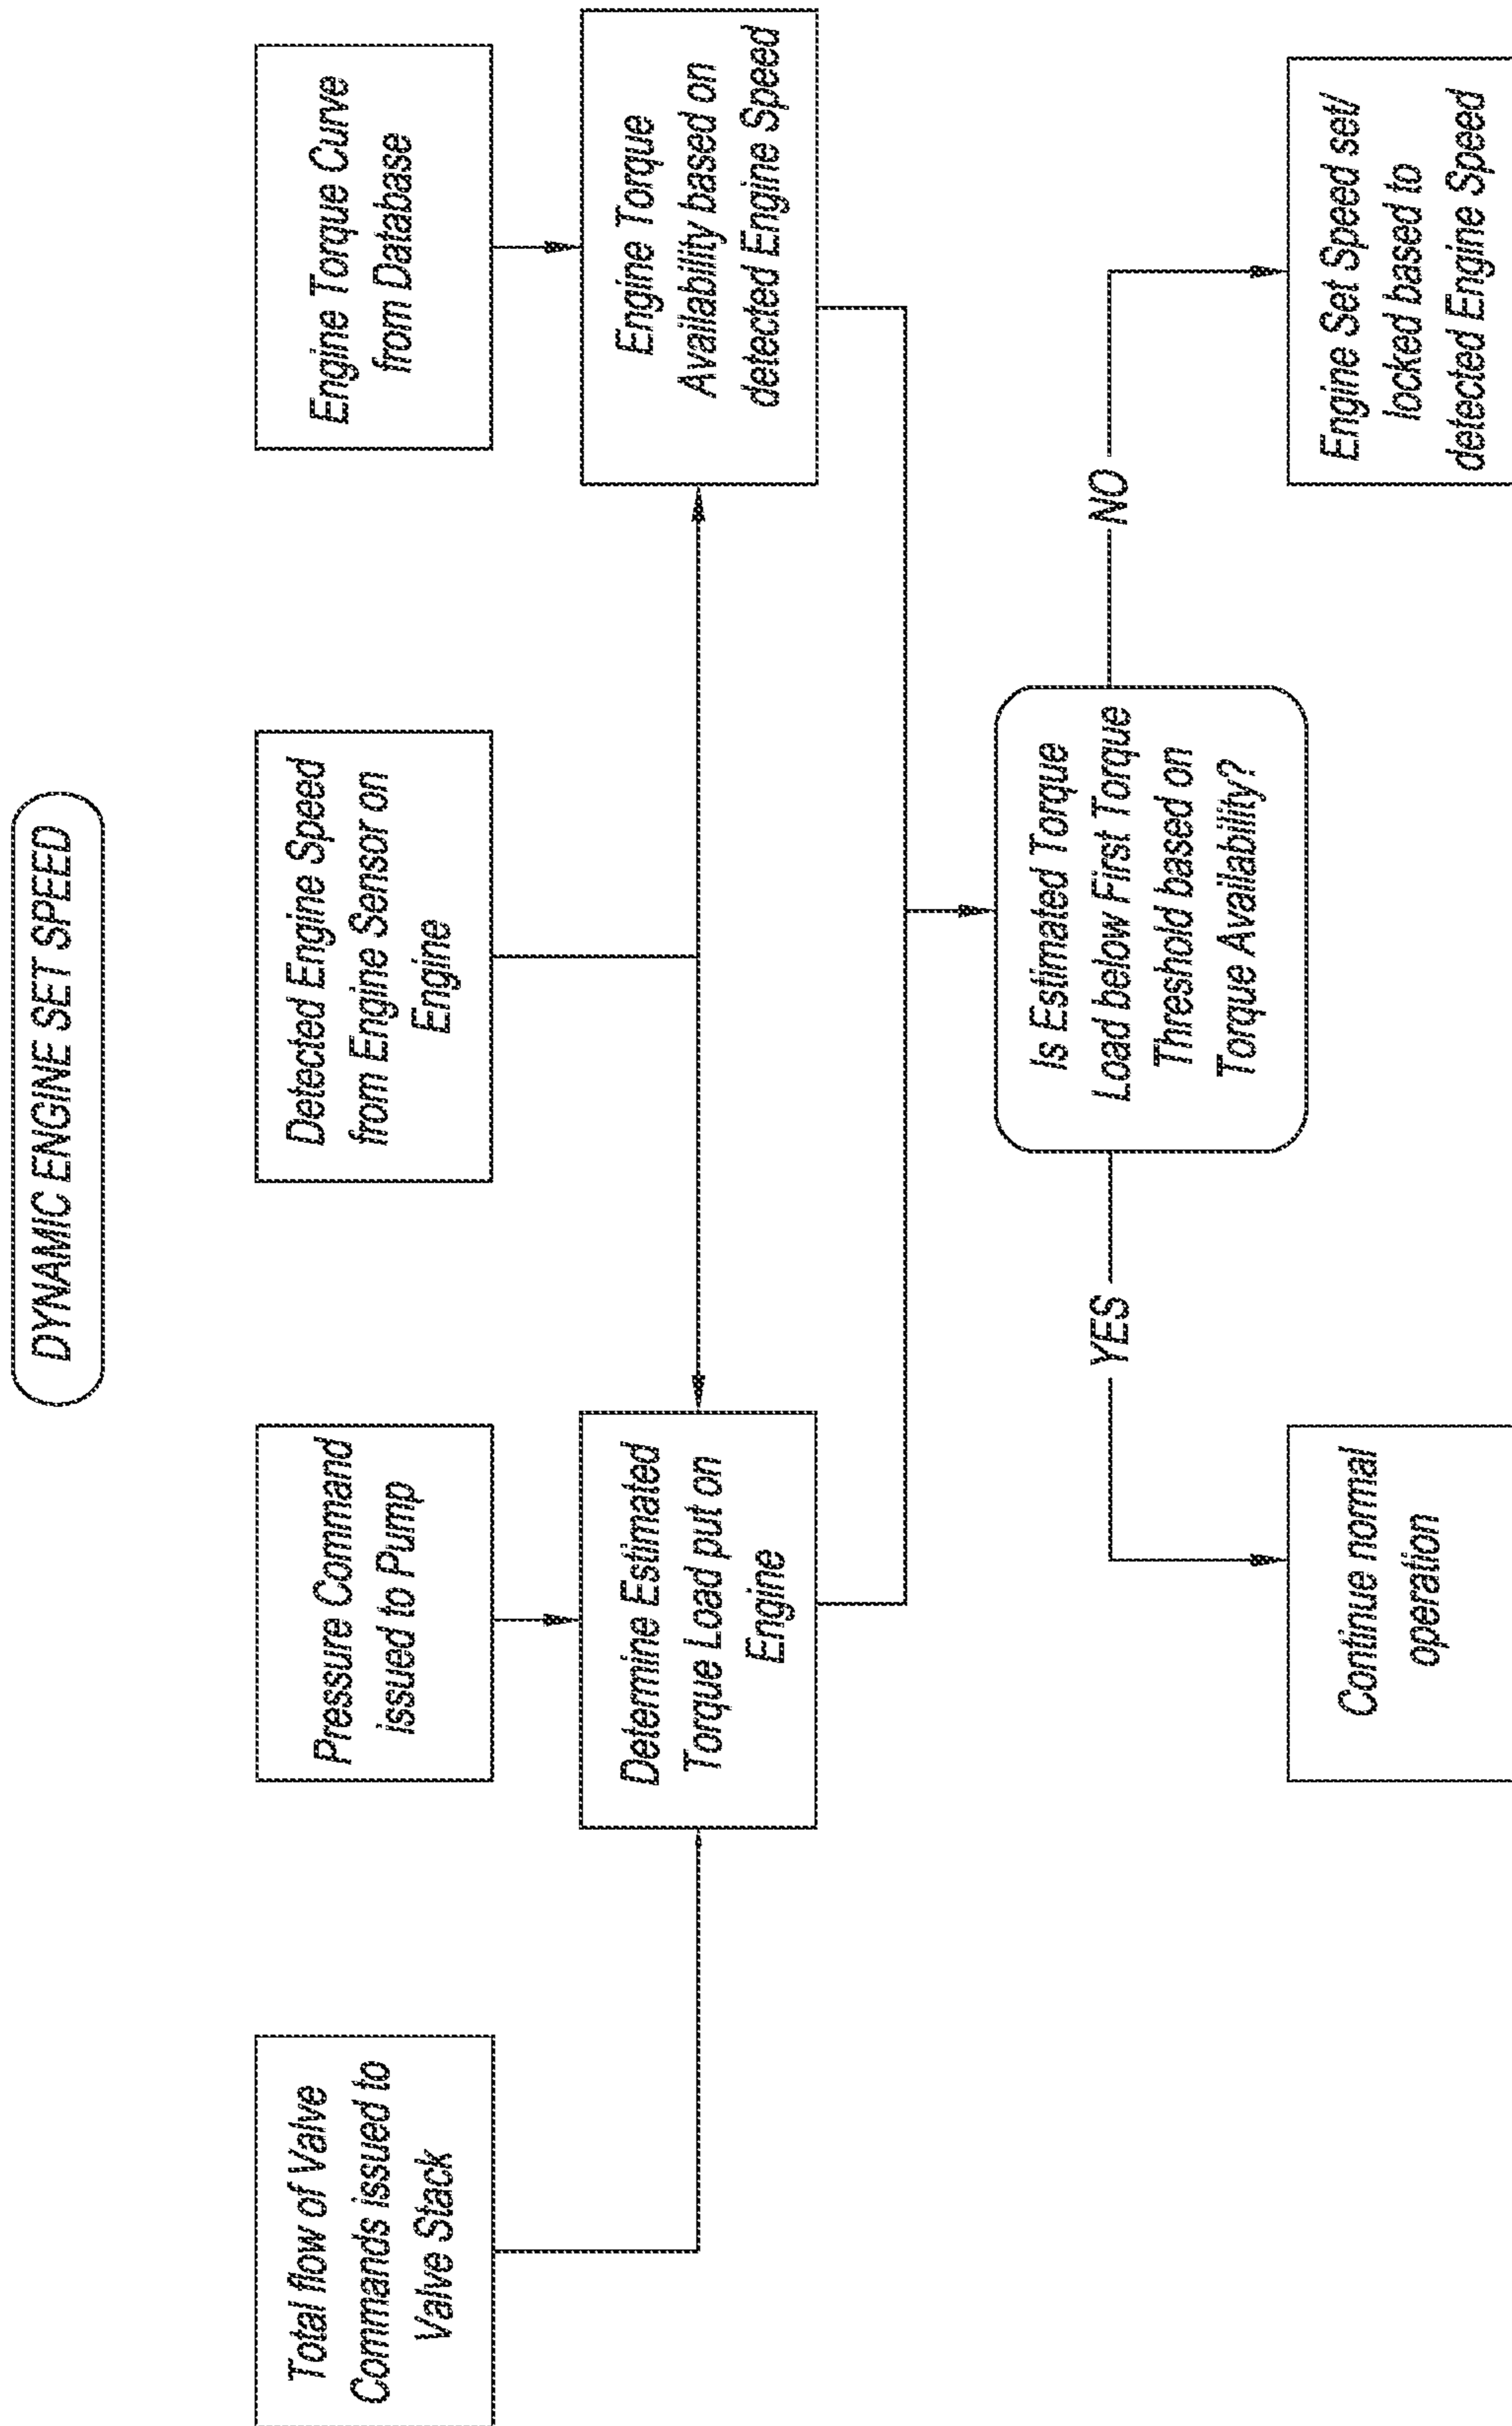 DYNAMIC ENGINE SET SPEED
Total flow of Valve
Commands issued to
Valve Stack
Pressure Command
issued to Pump
Detected Engine Speed
from Engine Sensor on
Engine
Engine Torque Curve
from Database
Determine Estimated
Torque Load put on
Engine
Engine Torque
Availability based on
detected Engine Speed
Is Estimated Torque
Load below First Torque
Threshold based on
Torque Availability?
YES
NO
Continue normal
operation
Engine Set Speed set/
locked based to
detected Engine Speed